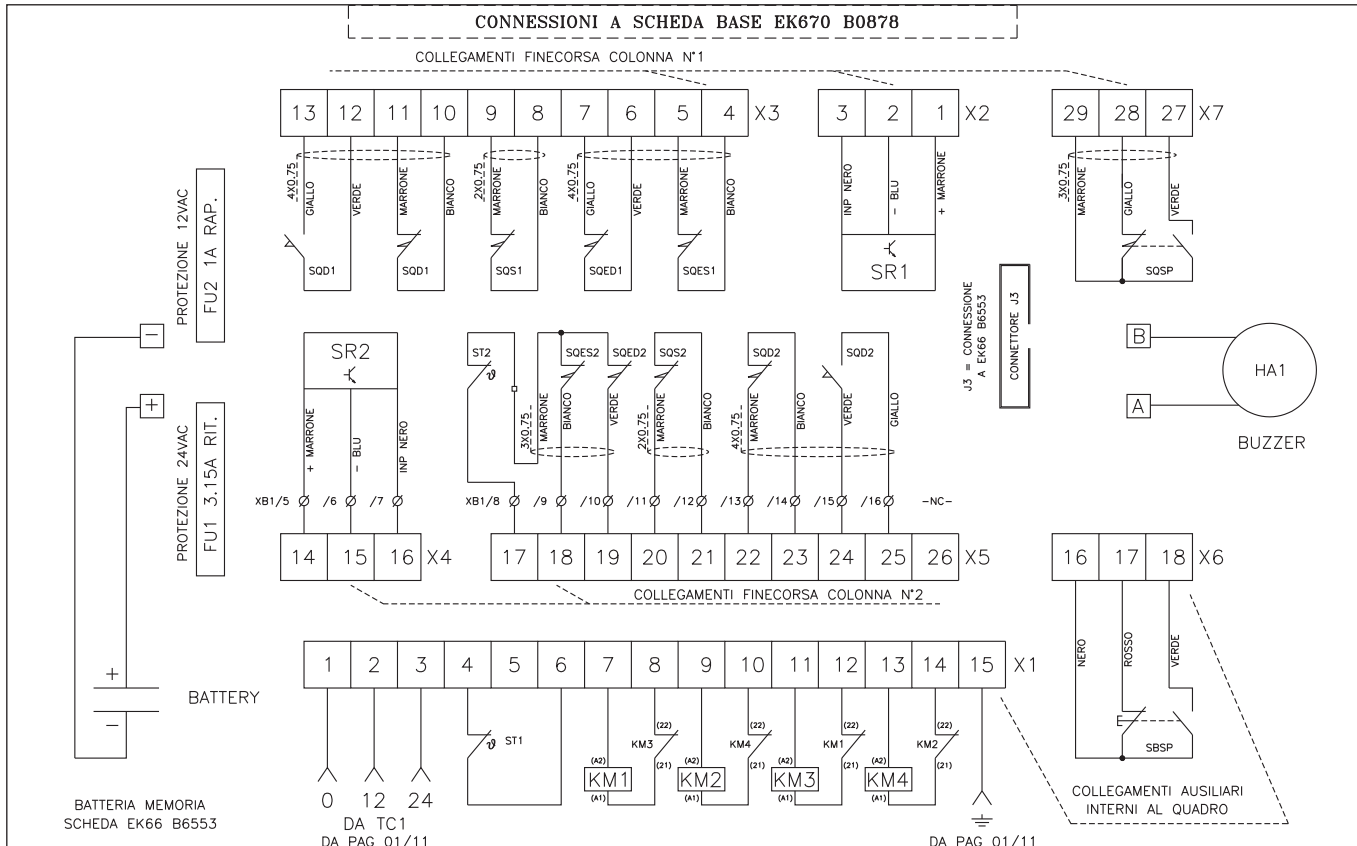 CONNESSIONI A SCHEDA BASE EK670 B0878
COLLEGAMENTI FINECORSA COLONNA N°1
13 12 11 10 9 8 7 6 5 4 X3
3 2 1 X2
29 28 27 X7
4X0.75
GIALLO
VERDE
MARRONE
BIANCO
2X0.75
MARRONE
BIANCO
4X0.75
GIALLO
VERDE
MARRONE
BIANCO
INP NERO
- BLU
+ MARRONE
3X0.75
MARRONE
GIALLO
VERDE
SQD1
SQD1
SQS1
SQED1
SQES1
SR1
SQSP
PROTEZIONE 12VAC
FU2 1A RAP.
PROTEZIONE 24VAC
FU1 3.15A RIT.
−
+
SR2
+ MARRONE
- BLU
INP NERO
ST2
ϑ
SQES2
SQED2
SQS2
SQD2
SQD2
3X0.75
MARRONE
BIANCO
VERDE
2X0.75
MARRONE
BIANCO
4X0.75
MARRONE
BIANCO
VERDE
GIALLO
J3 = CONNESSIONE
A EK66 B6553
CONNETTORE J3
B
A
HA1
BUZZER
XB1/5 /6 /7 XB1/8 /9 /10 /11 /12 /13 /14 /15 /16 -NC-
14 15 16 X4
17 18 19 20 21 22 23 24 25 26 X5
16 17 18 X6
COLLEGAMENTI FINECORSA COLONNA N°2
NERO
ROSSO
VERDE
SBSP
1 2 3 4 5 6 7 8 9 10 11 12 13 14 15 X1
+
BATTERY
−
ϑ ST1
KM3 (22) (21)
KM4 (22) (21)
KM1 (22) (21)
KM2 (22) (21)
(A2) KM1 (A1)
(A2) KM2 (A1)
(A2) KM3 (A1)
(A2) KM4 (A1)
0 12 24
DA TC1
DA PAG 01/11
DA PAG 01/11
BATTERIA MEMORIA
SCHEDA EK66 B6553
COLLEGAMENTI AUSILIARI
INTERNI AL QUADRO